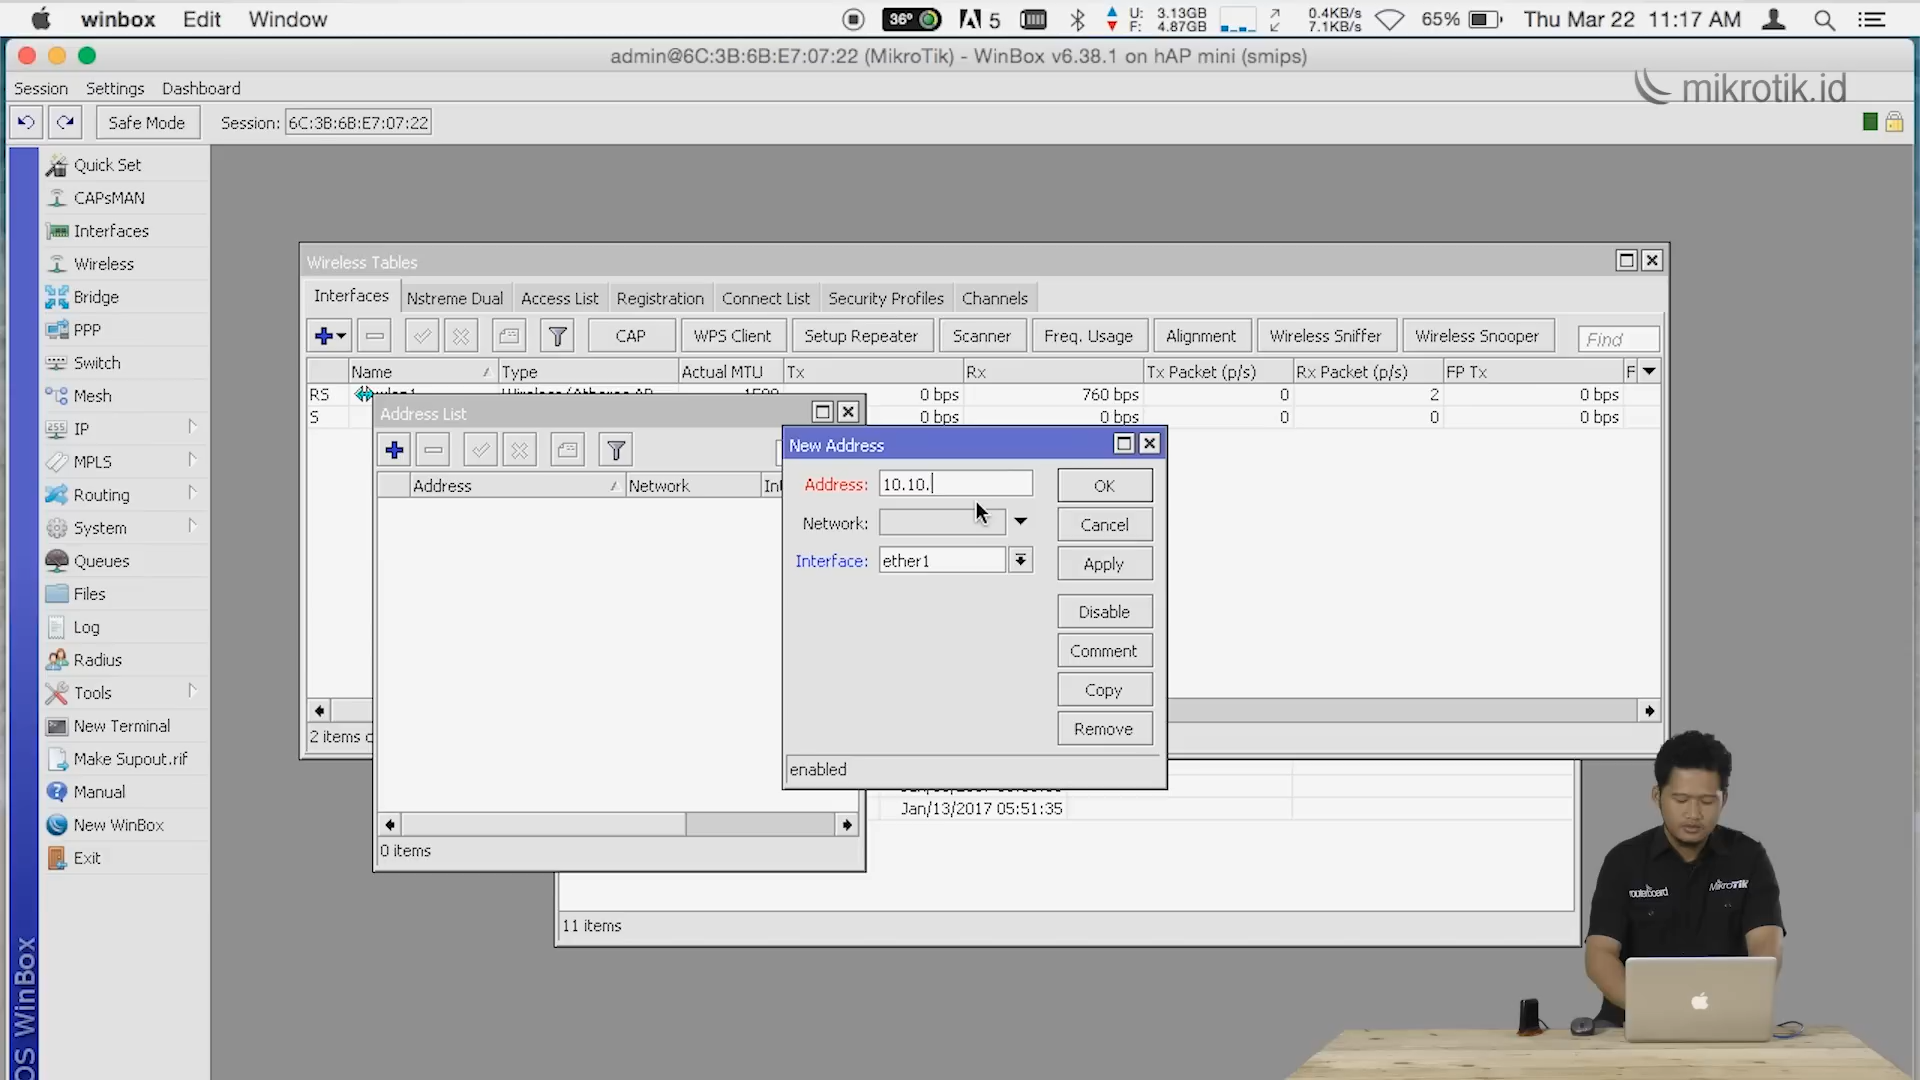 winbox Edit Window
36° 5 U: 3.13GB F: 4.87GB 0.4KB/s 7.1KB/s 65% Thu Mar 22 11:17 AM
admin@6C:3B:6B:E7:07:22 (MikroTik) - WinBox v6.38.1 on hAP mini (smips)
Session Settings Dashboard
mikrotik.id
Safe Mode Session: 6C:3B:6B:E7:07:22
Quick Set
CAPsMAN
Interfaces
Wireless
Bridge
PPP
Switch
Mesh
IP
MPLS
Routing
System
Queues
Files
Log
Radius
Tools
New Terminal
Make Supout.rif
Manual
New WinBox
Exit
OS WinBox
Wireless Tables
Interfaces Nstreme Dual Access List Registration Connect List Security Profiles Channels
CAP WPS Client Setup Repeater Scanner Freq. Usage Alignment Wireless Sniffer Wireless Snooper Find
Name Type Actual MTU Tx Rx Tx Packet (p/s) Rx Packet (p/s) FP Tx F
RS wlan1 Wireless (Atheros AR 1500 0 bps 760 bps 0 2 0 bps
S 0 bps 0 bps 0 0 0 bps
2 items
Address List
Address Network Int
0 items
New Address
Address: 10.10.
Network:
Interface: ether1
OK
Cancel
Apply
Disable
Comment
Copy
Remove
enabled
Jan/13/2017 05:51:35
11 items
routerboard MikroTik